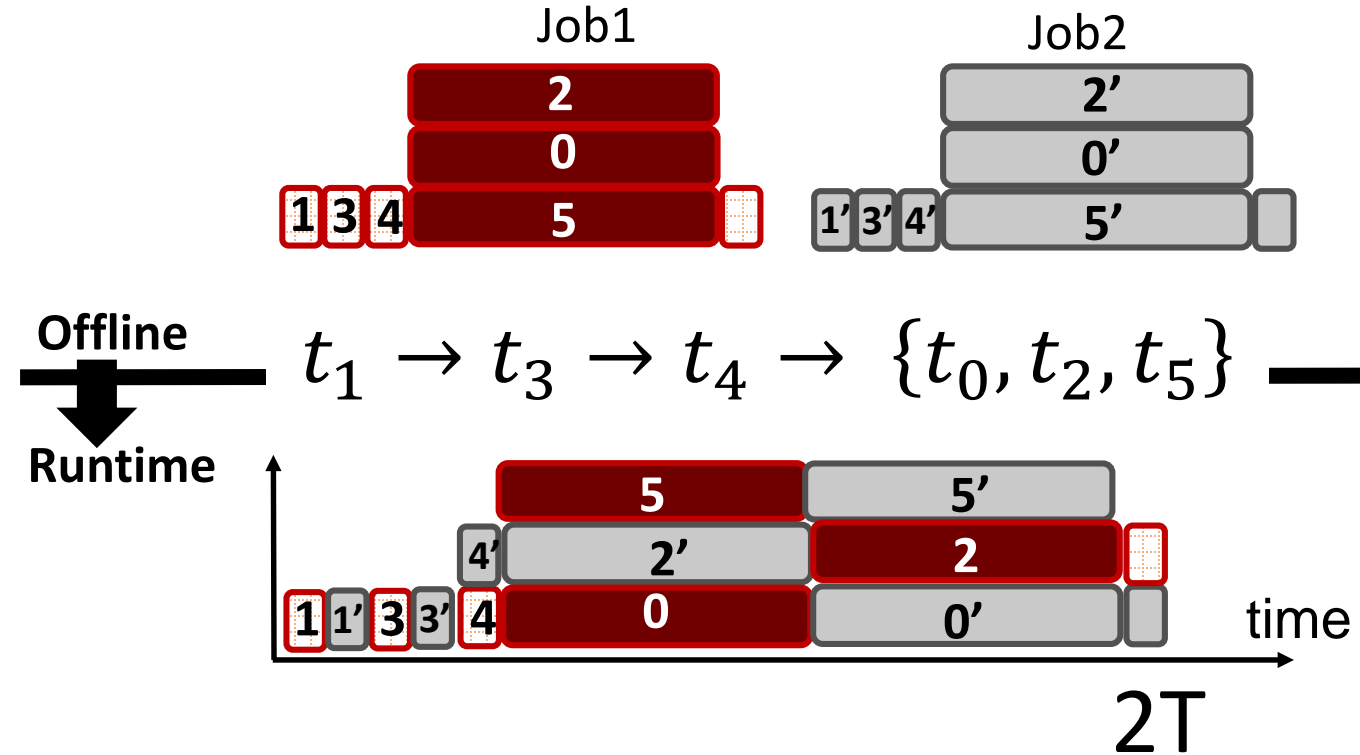 Job1 Job2
2 2’
0 0’
1 3 4 5 1’ 3’ 4’ 5’
Offline
t₁ → t₃ → t₄ → {t₀, t₂, t₅}
Runtime
5 5’
4’ 2’ 2
1 1’ 3 3’ 4 0 0’
time
2T